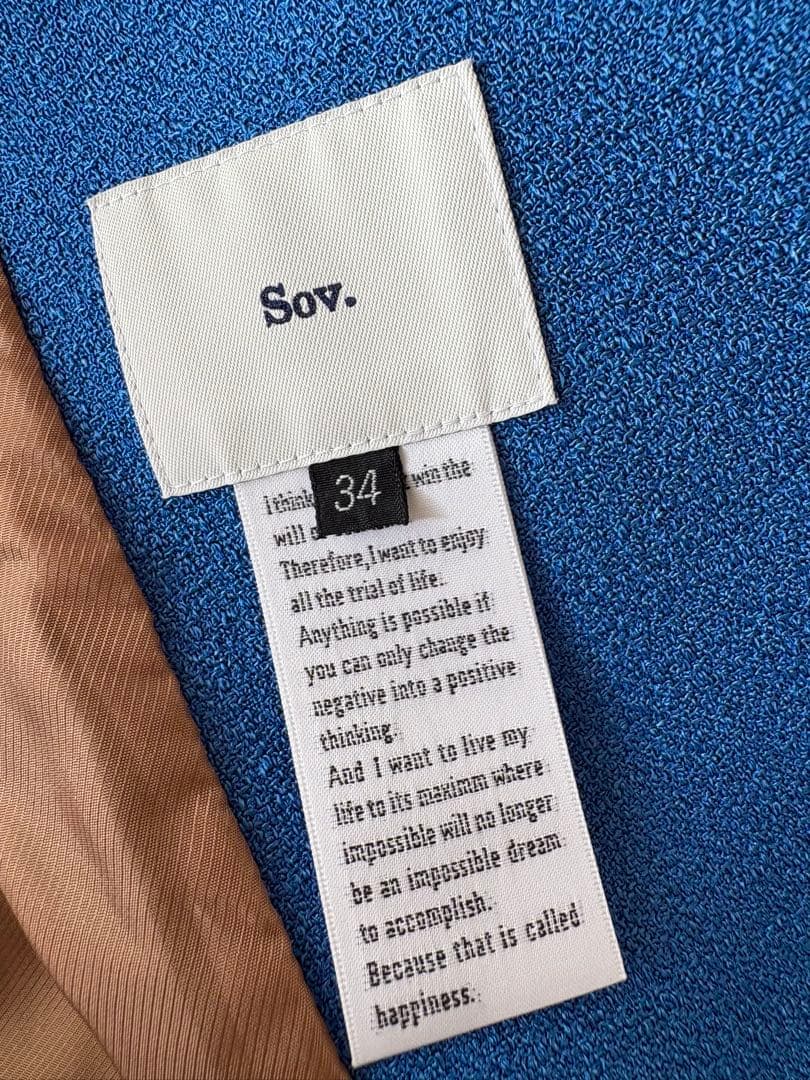 Sov.
34
I think win the
will
Therefore, I want to enjoy
all the trial of life.
Anything is possible if
you can only change the
negative into a positive
thinking.
And I want to live my
life to its maximm where
impossible will no longer
be an impossible dream
to accomplish.
Because that is called
happiness.